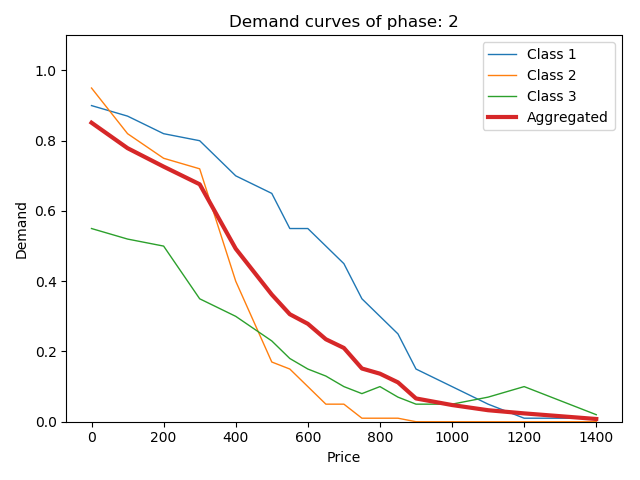 Demand curves of phase: 2
Class 1
Class 2
Class 3
Aggregated
1.0
0.8
0.6
0.4
0.2
0.0
Demand
0 200 400 600 800 1000 1200 1400
Price